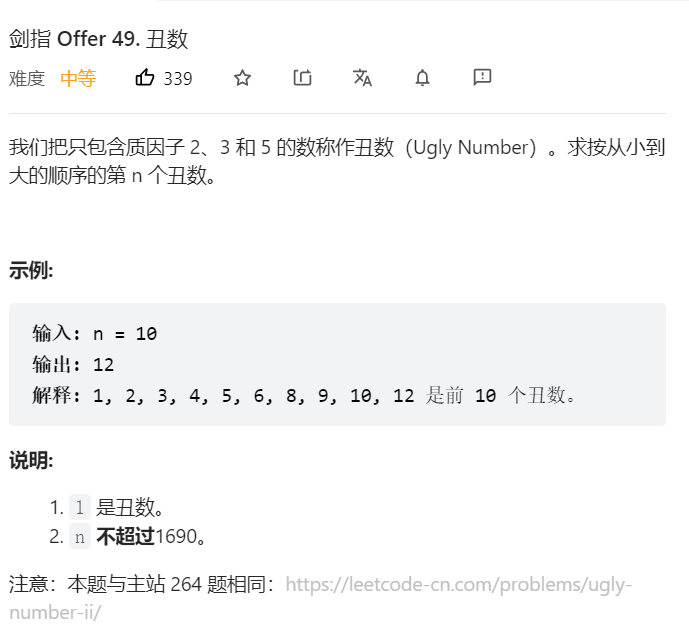 剑指 Offer 49. 丑数
难度 中等 339
我们把只包含质因子 2、3 和 5 的数称作丑数（Ugly Number）。求按从小到
大的顺序的第 n 个丑数。
示例:
输入: n = 10
输出: 12
解释: 1, 2, 3, 4, 5, 6, 8, 9, 10, 12 是前 10 个丑数。
说明:
1. 1 是丑数。
2. n 不超过1690。
注意：本题与主站 264 题相同：https://leetcode-cn.com/problems/ugly-
number-ii/